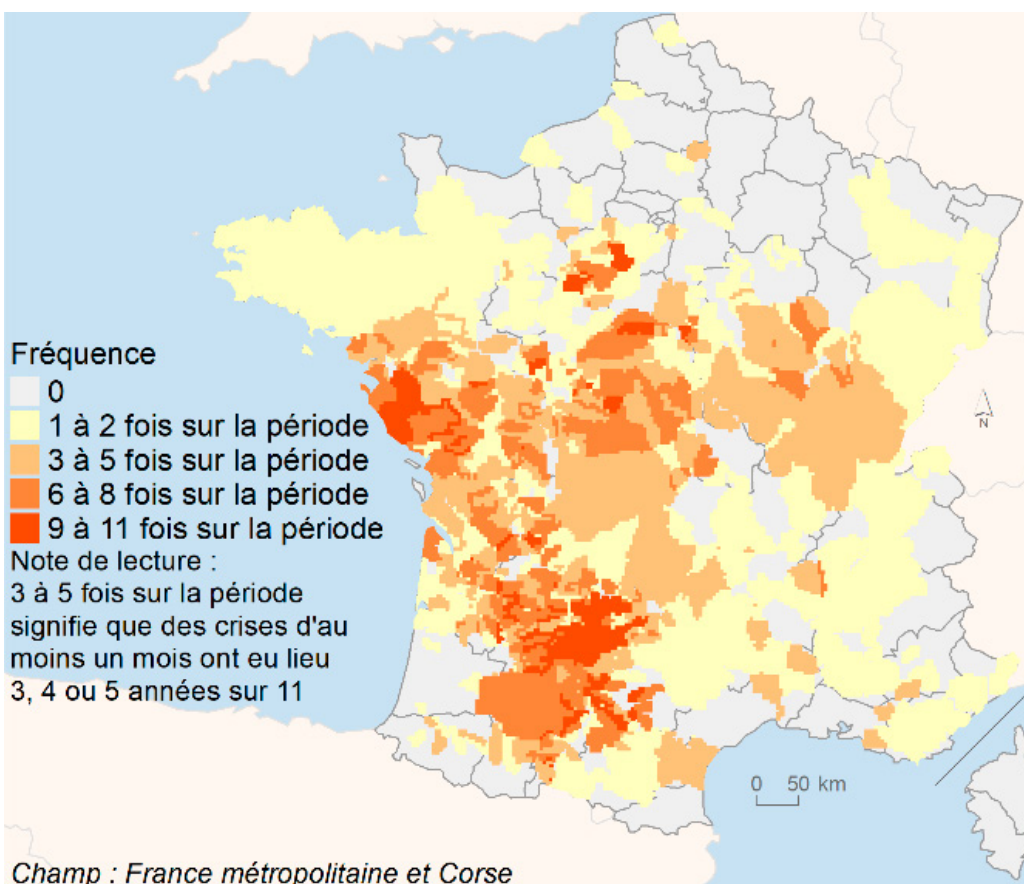 Fréquence
0
1 à 2 fois sur la période
3 à 5 fois sur la période
6 à 8 fois sur la période
9 à 11 fois sur la période
Note de lecture :
3 à 5 fois sur la période
signifie que des crises d'au
moins un mois ont eu lieu
3, 4 ou 5 années sur 11
N
0 50 km
Champ : France métropolitaine et Corse